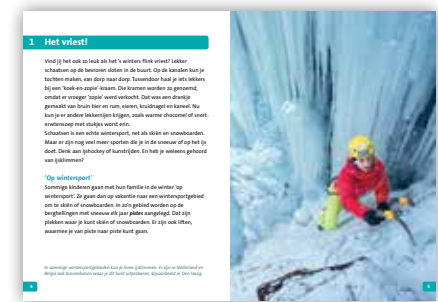 1 Het vriest!
Vind jij het ook zo leuk als het 's winters flink vriest? Lekker
schaatsen op de bevroren sloten in de buurt. Op de kanalen kun je
tochten maken, van dorp naar dorp. Tussendoor haal je iets lekkers
bij een 'koek-en-zopie'-kraam. Die kramen worden zo genoemd,
omdat er vroeger 'zopie' werd verkocht. Dat was een drankje
gemaakt van bruin bier en rum, eieren, kruidnagel en kaneel. Nu
kun je er andere lekkernijen krijgen, zoals warme chocomel of snert:
erwtensoep met stukjes worst erin.
Schaatsen is een echte wintersport, net als skiën en snowboarden.
Maar er zijn nog veel meer sporten die je in de sneeuw of op het ijs
doet. Denk aan ijshockey of kunstrijden. En heb je weleens gehoord
van ijsklimmen?
'Op wintersport'
Sommige kinderen gaan met hun familie in de winter 'op
wintersport'. Ze gaan dan op vakantie naar een wintersportgebied
om te skiën of snowboarden. In zo'n gebied worden op de
berghellingen met sneeuw elk jaar pistes aangelegd. Dat zijn
plekken waar je kunt skiën of snowboarden. Er zijn ook liften,
waarmee je van piste naar piste kunt gaan.
In sommige wintersportgebieden kun je leren ijsklimmen. Er zijn in Nederland en
België ook binnenbanen waar je dit kunt uitproberen, bijvoorbeeld in Den Haag.